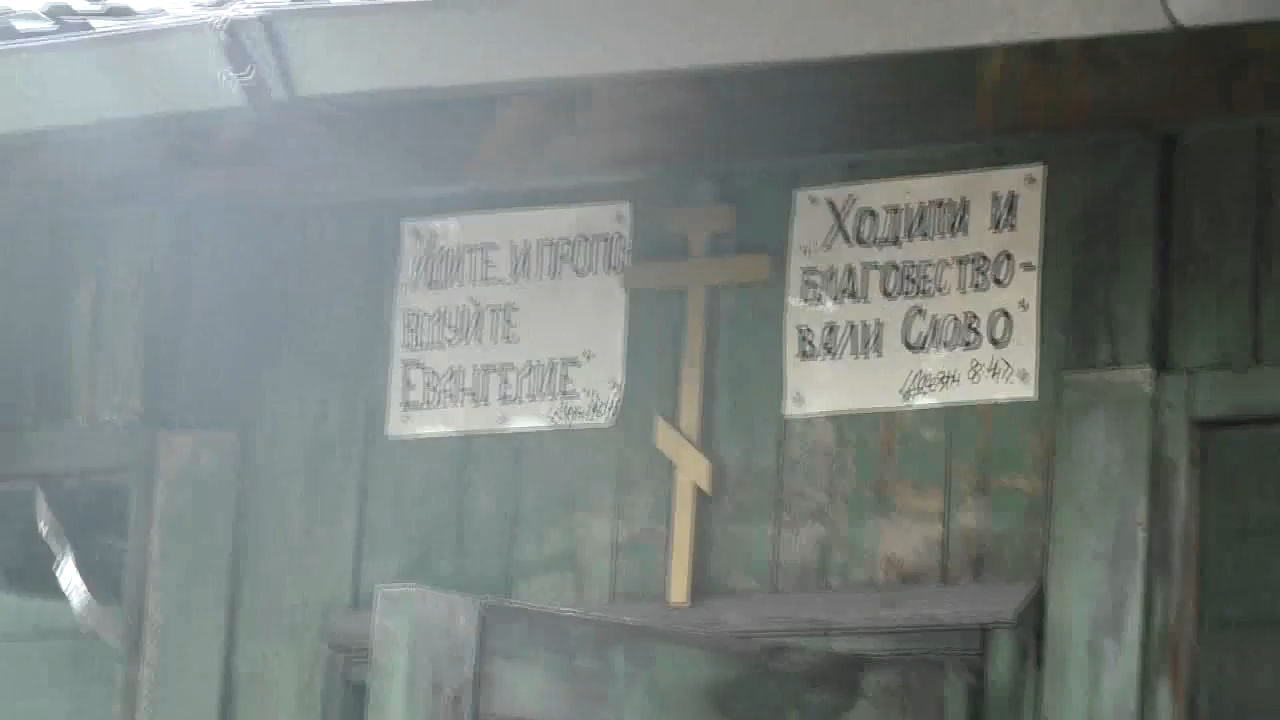 „Идите и пропо-
ведуйте
Евангелие"
„Ходили и
благовество-
вали Слово"
(Деян 8:4).